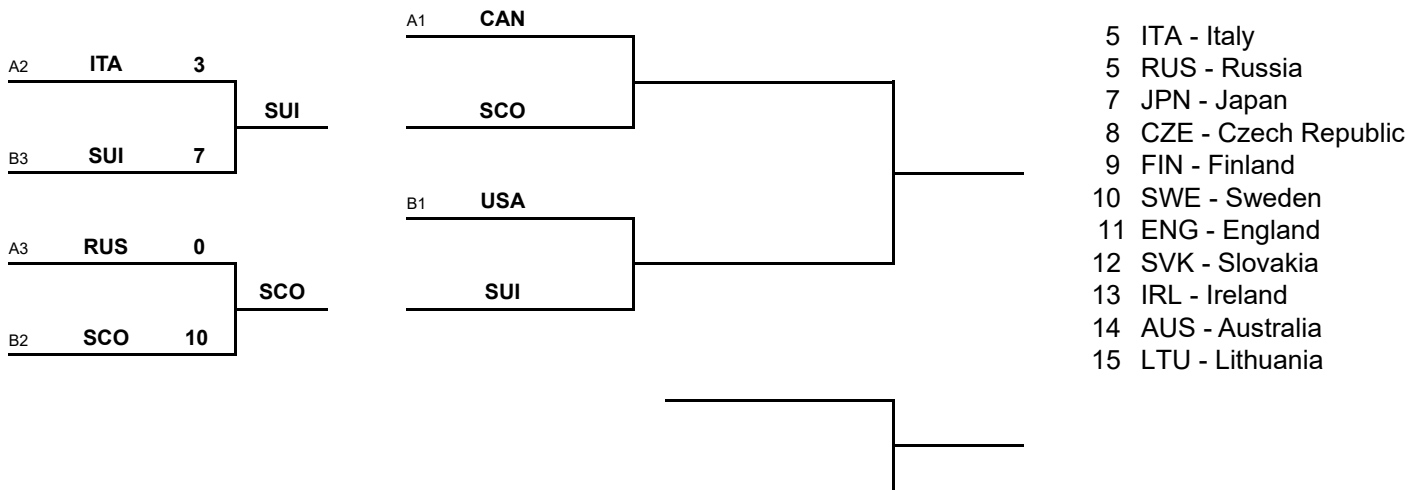 A2 ITA 3
SUI
B3 SUI 7
A3 RUS 0
SCO
B2 SCO 10
A1 CAN
SCO
B1 USA
SUI
5 ITA - Italy
5 RUS - Russia
7 JPN - Japan
8 CZE - Czech Republic
9 FIN - Finland
10 SWE - Sweden
11 ENG - England
12 SVK - Slovakia
13 IRL - Ireland
14 AUS - Australia
15 LTU - Lithuania